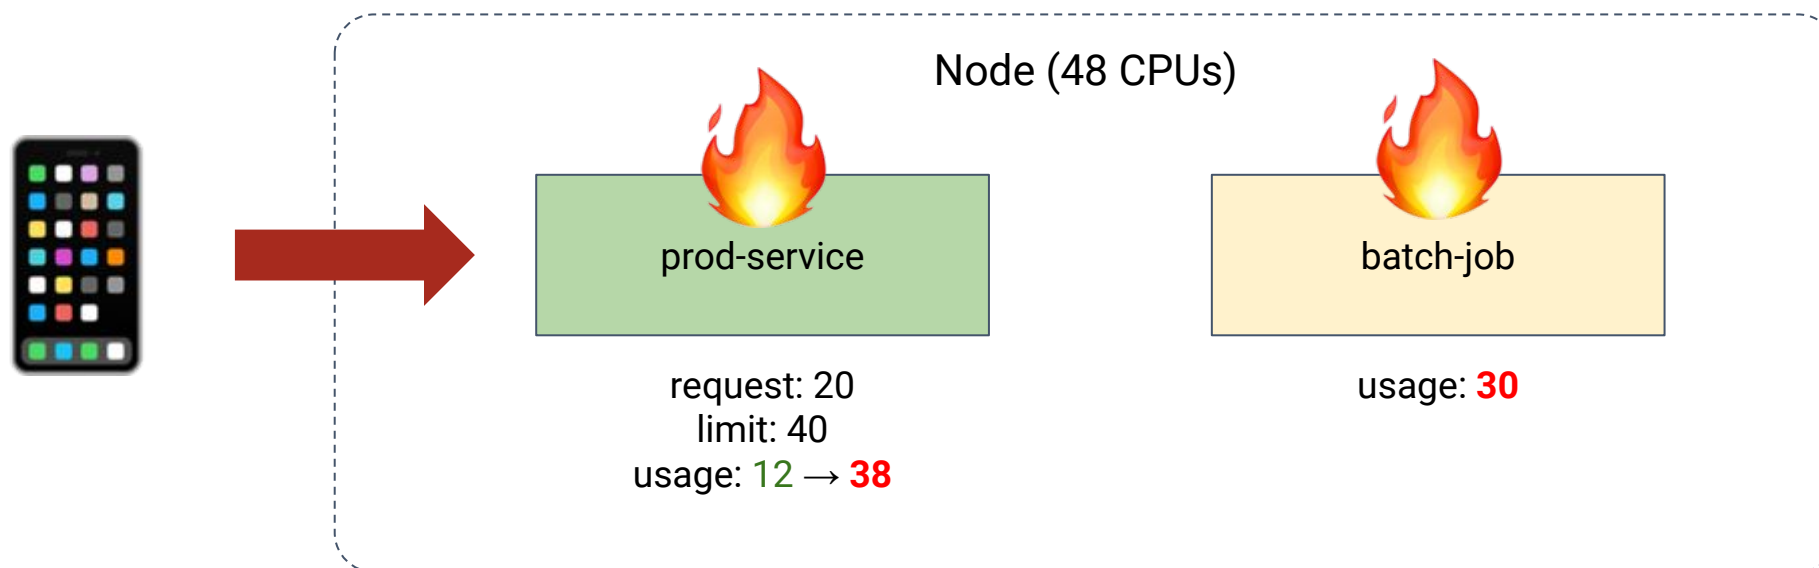 Node (48 CPUs)
prod-service
batch-job
request: 20
limit: 40
usage: 12 → 38
usage: 30